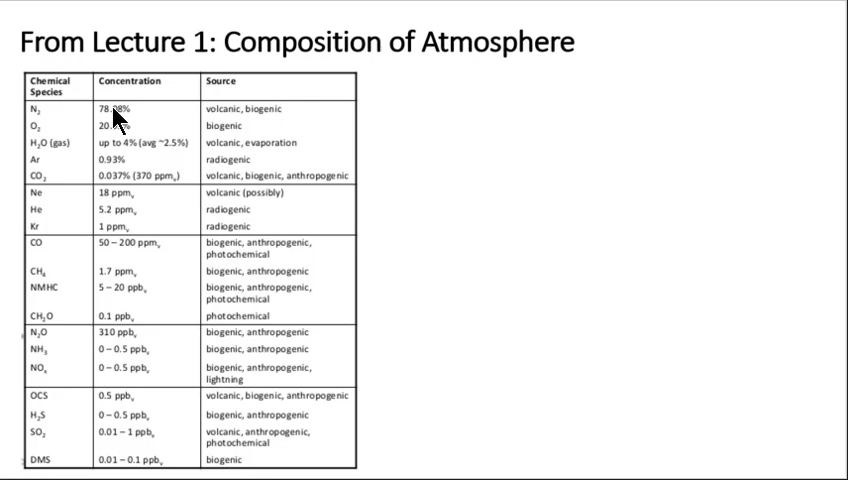 From Lecture 1: Composition of Atmosphere
Chemical Species Concentration Source
N₂ volcanic, biogenic
O₂ biogenic
H₂O (gas) up to 4% (avg ~2.5%) volcanic, evaporation
Ar 0.93% radiogenic
CO₂ 0.037% (370 ppmᵥ) volcanic, biogenic, anthropogenic
Ne 18 ppmᵥ volcanic (possibly)
He 5.2 ppmᵥ radiogenic
Kr 1 ppmᵥ radiogenic
CO 50 – 200 ppmᵥ biogenic, anthropogenic,
photochemical
CH₄ 1.7 ppmᵥ biogenic, anthropogenic
NMHC 5 – 20 ppbᵥ biogenic, anthropogenic,
photochemical
CH₂O 0.1 ppbᵥ photochemical
N₂O 310 ppbᵥ biogenic, anthropogenic
NH₃ 0 – 0.5 ppbᵥ biogenic, anthropogenic
NOₓ 0 – 0.5 ppbᵥ biogenic, anthropogenic,
lightning
OCS 0.5 ppbᵥ volcanic, biogenic, anthropogenic
H₂S 0 – 0.5 ppbᵥ biogenic, anthropogenic
SO₂ 0.01 – 1 ppbᵥ volcanic, anthropogenic,
photochemical
DMS 0.01 – 0.1 ppbᵥ biogenic